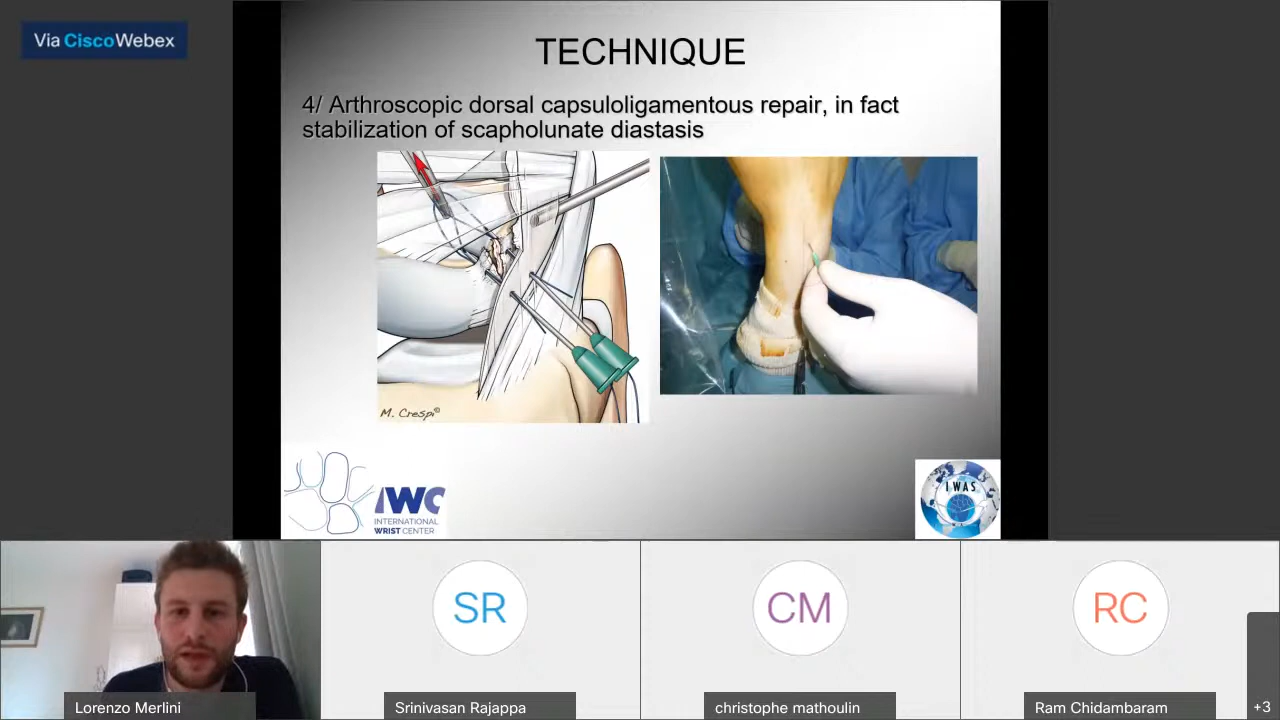 Via CiscoWebex
TECHNIQUE
4/ Arthroscopic dorsal capsuloligamentous repair, in fact
stabilization of scapholunate diastasis
M. Crespi©
IWC
INTERNATIONAL
WRIST CENTER
IWAS
SR
CM
RC
Lorenzo Merlini
Srinivasan Rajappa
christophe mathoulin
Ram Chidambaram
+3